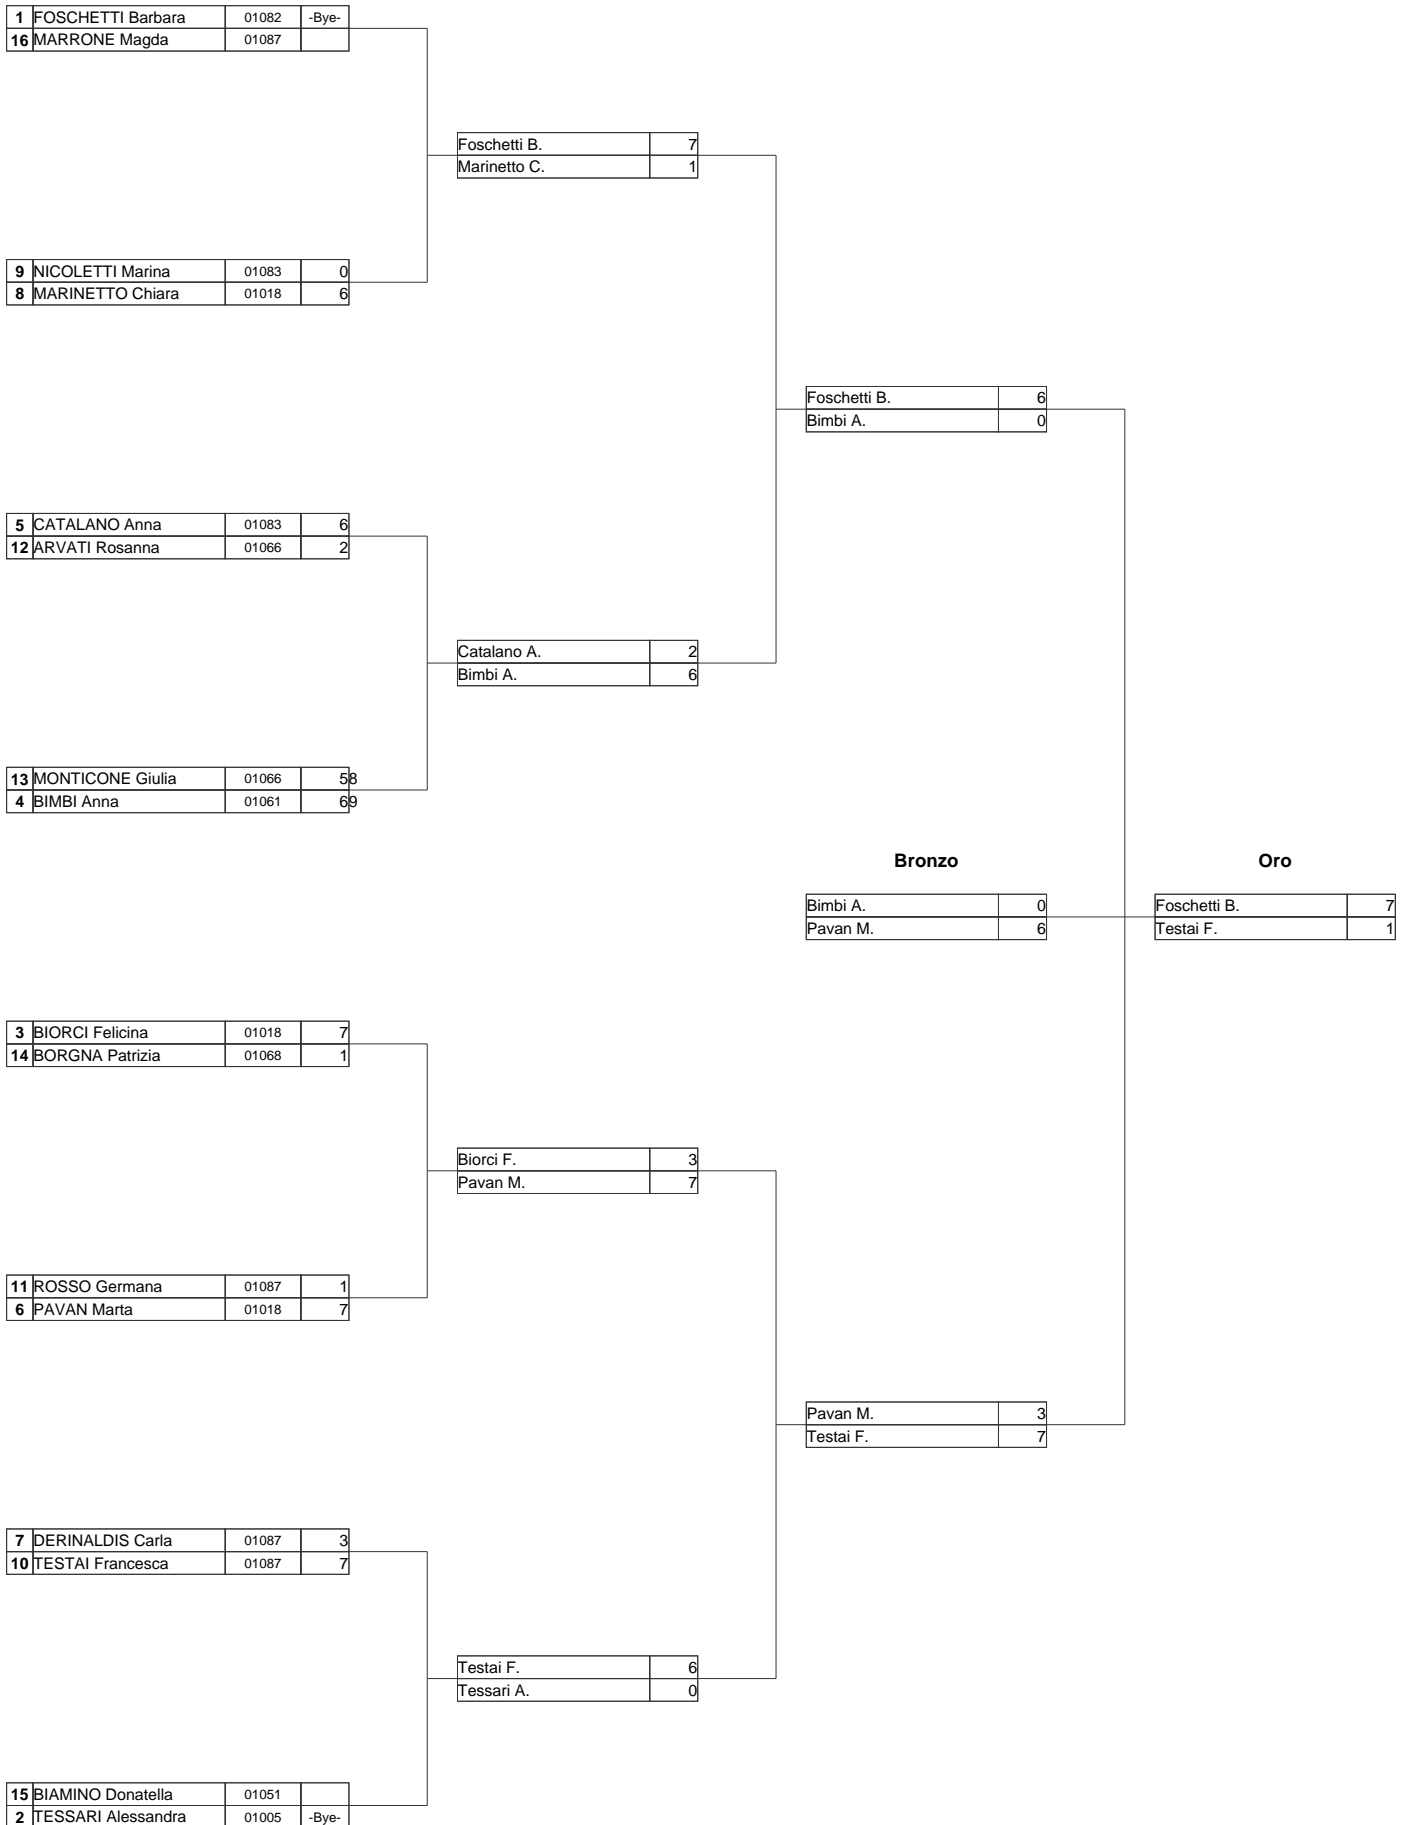 1 FOSCHETTI Barbara 01082 -Bye-
16 MARRONE Magda 01087
Foschetti B. 7
Marinetto C. 1
9 NICOLETTI Marina 01083 0
8 MARINETTO Chiara 01018 6
Foschetti B. 6
Bimbi A. 0
5 CATALANO Anna 01083 6
12 ARVATI Rosanna 01066 2
Catalano A. 2
Bimbi A. 6
13 MONTICONE Giulia 01066 58
4 BIMBI Anna 01061 69
Bronzo Oro
Bimbi A. 0 Foschetti B. 7
Pavan M. 6 Testai F. 1
3 BIORCI Felicina 01018 7
14 BORGNA Patrizia 01068 1
Biorci F. 3
Pavan M. 7
11 ROSSO Germana 01087 1
6 PAVAN Marta 01018 7
Pavan M. 3
Testai F. 7
7 DERINALDIS Carla 01087 3
10 TESTAI Francesca 01087 7
Testai F. 6
Tessari A. 0
15 BIAMINO Donatella 01051
2 TESSARI Alessandra 01005 -Bye-